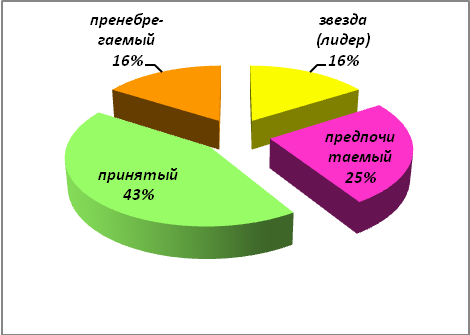 пренебре-
гаемый
16%
звезда
(лидер)
16%
предпочи
таемый
25%
принятый
43%